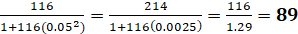 116/1+116(0.05²) = 214/1+116(0.0025) = 116/1.29 = 89